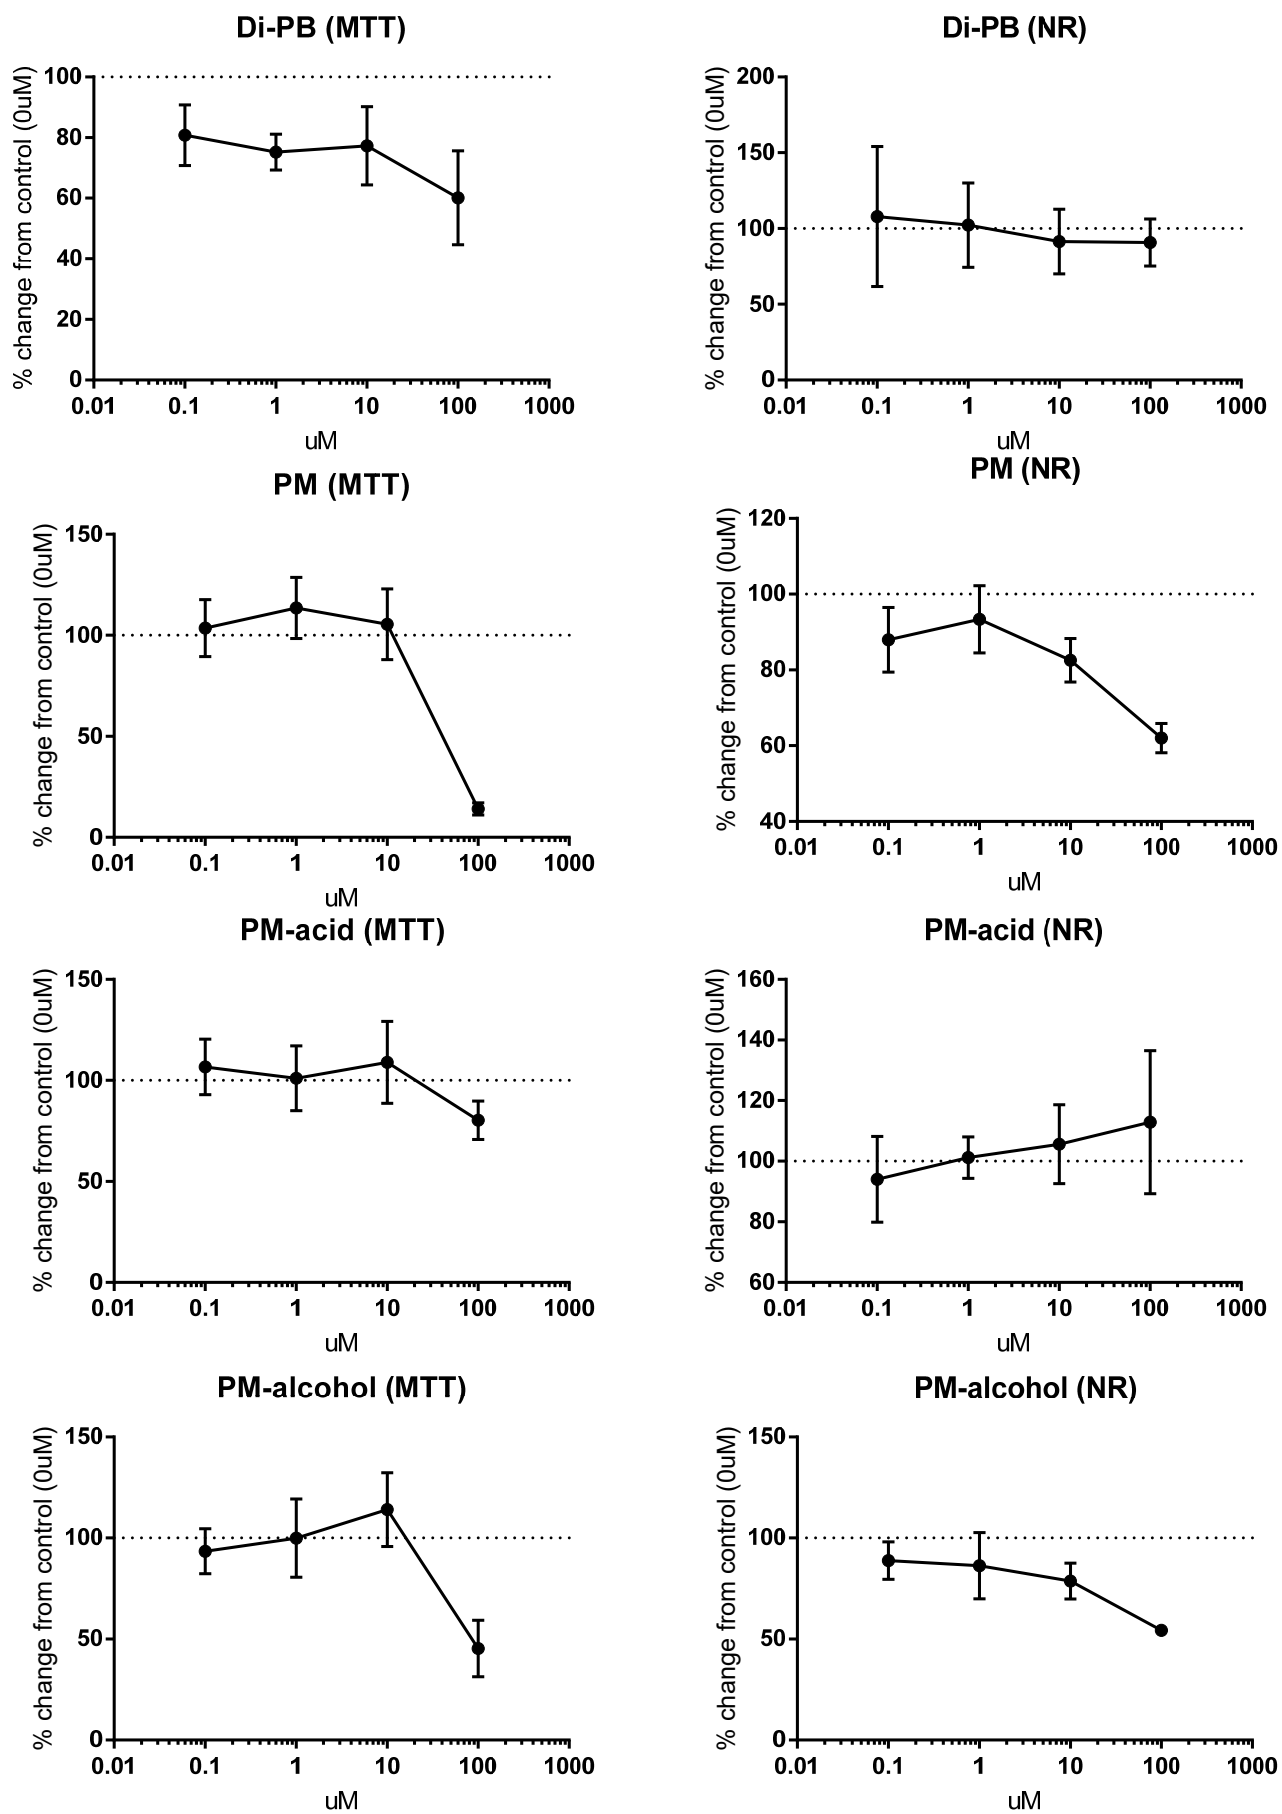 Di-PB (MTT)
% change from control (0uM)
100
80
60
40
20
0
0.01 0.1 1 10 100 1000
uM
Di-PB (NR)
% change from control (0uM)
200
150
100
50
0
0.01 0.1 1 10 100 1000
uM
PM (MTT)
% change from control (0uM)
150
100
50
0
0.01 0.1 1 10 100 1000
uM
PM (NR)
% change from control (0uM)
120
100
80
60
40
0.01 0.1 1 10 100 1000
uM
PM-acid (MTT)
% change from control (0uM)
150
100
50
0
0.01 0.1 1 10 100 1000
uM
PM-acid (NR)
% change from control (0uM)
160
140
120
100
80
60
0.01 0.1 1 10 100 1000
uM
PM-alcohol (MTT)
% change from control (0uM)
150
100
50
0
0.01 0.1 1 10 100 1000
uM
PM-alcohol (NR)
% change from control (0uM)
150
100
50
0
0.01 0.1 1 10 100 1000
uM